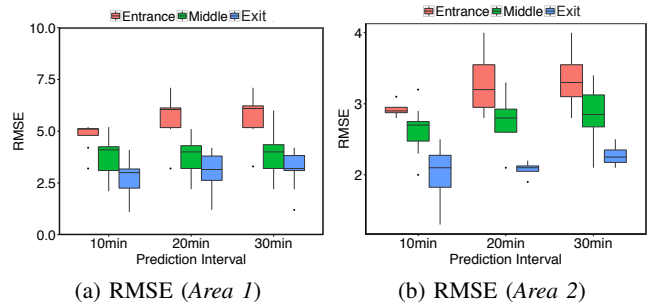 Entrance Middle Exit
10.0
7.5
5.0
2.5
0.0
RMSE
10min 20min 30min
Prediction Interval
(a) RMSE (Area 1)
Entrance Middle Exit
4
3
2
RMSE
10min 20min 30min
Prediction Interval
(b) RMSE (Area 2)